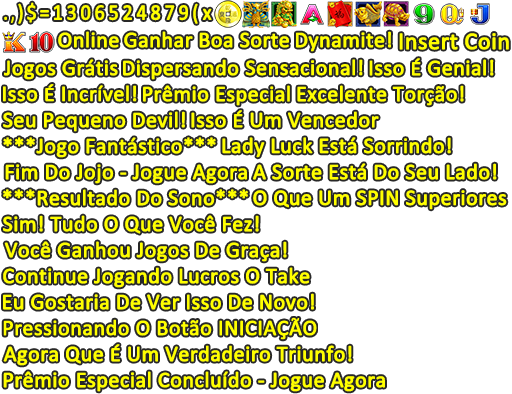 .,)$=1306524879(x A 9 Q J
K 10 Online Ganhar Boa Sorte Dynamite! Insert Coin
Jogos Grátis Dispersando Sensacional! Isso É Genial!
Isso É Incrível! Prêmio Especial Excelente Torção!
Seu Pequeno Devil! Isso É Um Vencedor
***Jogo Fantástico*** Lady Luck Está Sorrindo!
Fim Do Jojo - Jogue Agora A Sorte Está Do Seu Lado!
***Resultado Do Sono*** O Que Um SPIN Superiores
Sim! Tudo O Que Você Fez!
Você Ganhou Jogos De Graça!
Continue Jogando Lucros O Take
Eu Gostaria De Ver Isso De Novo!
Pressionando O Botão INICIAÇÃO
Agora Que É Um Verdadeiro Triunfo!
Prêmio Especial Concluído - Jogue Agora